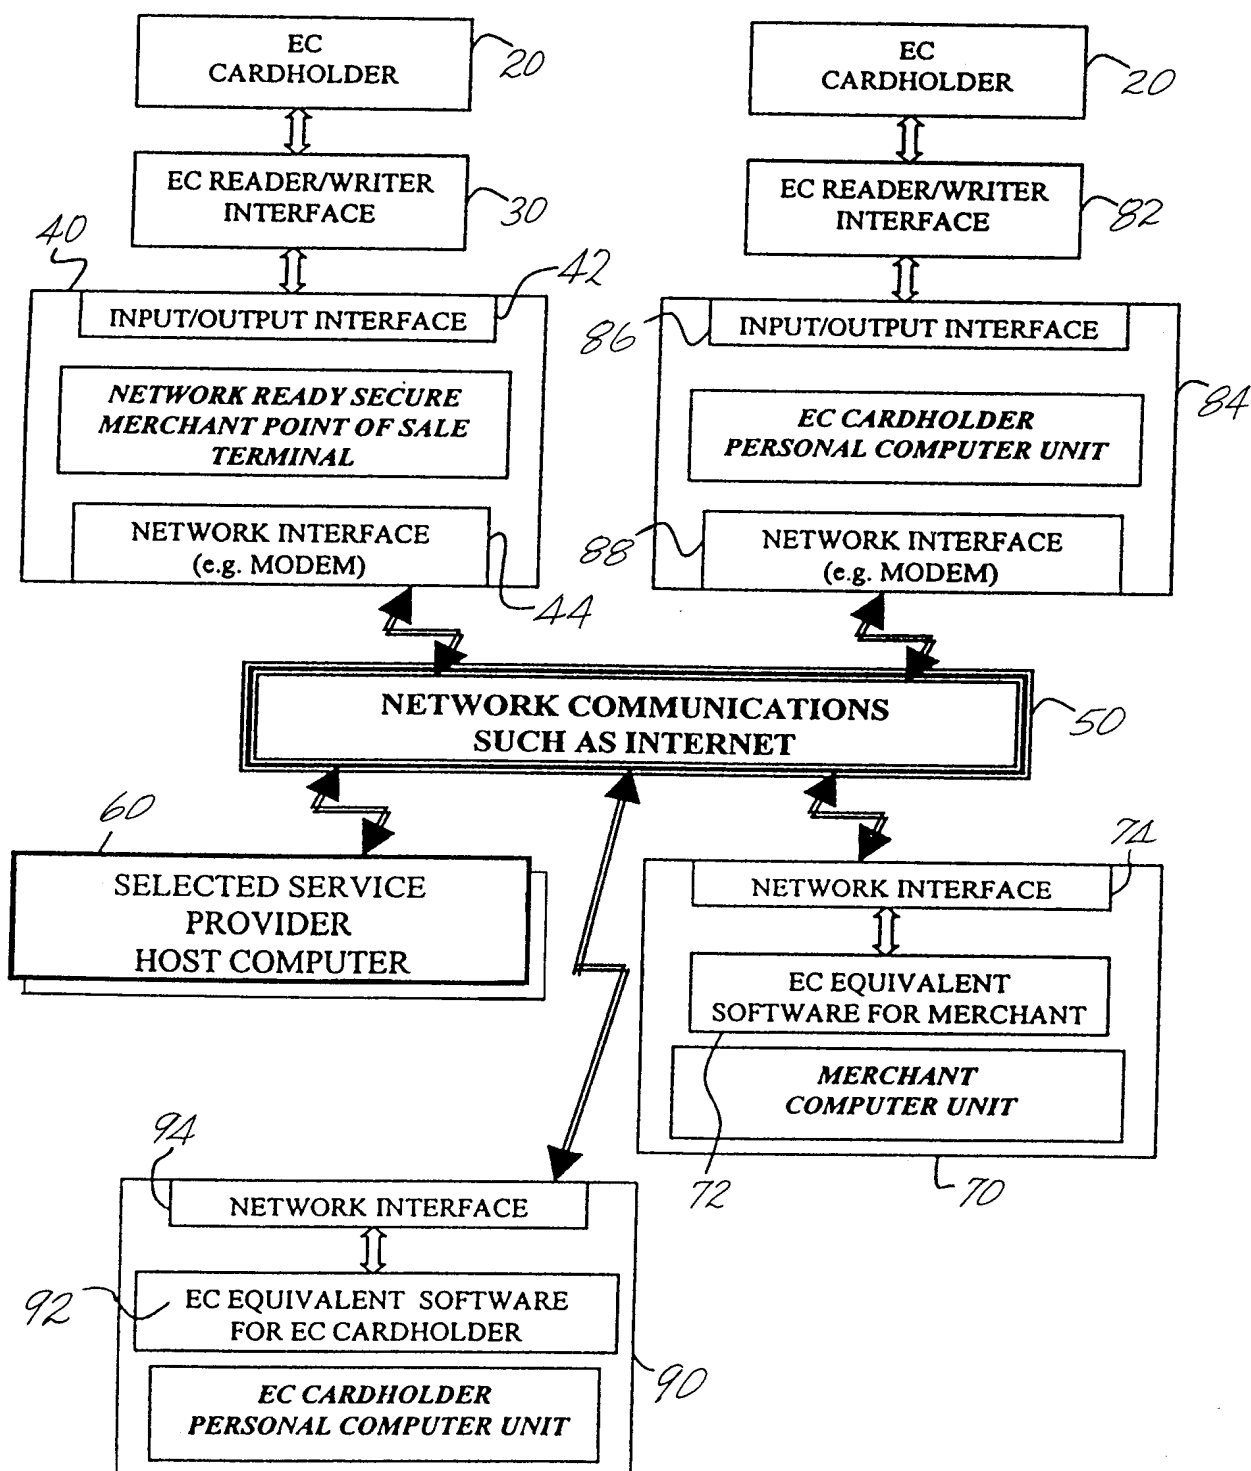 EC
CARDHOLDER
20
EC READER/WRITER
INTERFACE
30
40
42
INPUT/OUTPUT INTERFACE
NETWORK READY SECURE
MERCHANT POINT OF SALE
TERMINAL
NETWORK INTERFACE
(e.g. MODEM)
44
EC
CARDHOLDER
20
EC READER/WRITER
INTERFACE
82
86
INPUT/OUTPUT INTERFACE
84
EC CARDHOLDER
PERSONAL COMPUTER UNIT
88
NETWORK INTERFACE
(e.g. MODEM)
NETWORK COMMUNICATIONS
SUCH AS INTERNET
50
60
SELECTED SERVICE
PROVIDER
HOST COMPUTER
74
NETWORK INTERFACE
EC EQUIVALENT
SOFTWARE FOR MERCHANT
MERCHANT
COMPUTER UNIT
72
70
94
NETWORK INTERFACE
92
EC EQUIVALENT SOFTWARE
FOR EC CARDHOLDER
90
EC CARDHOLDER
PERSONAL COMPUTER UNIT